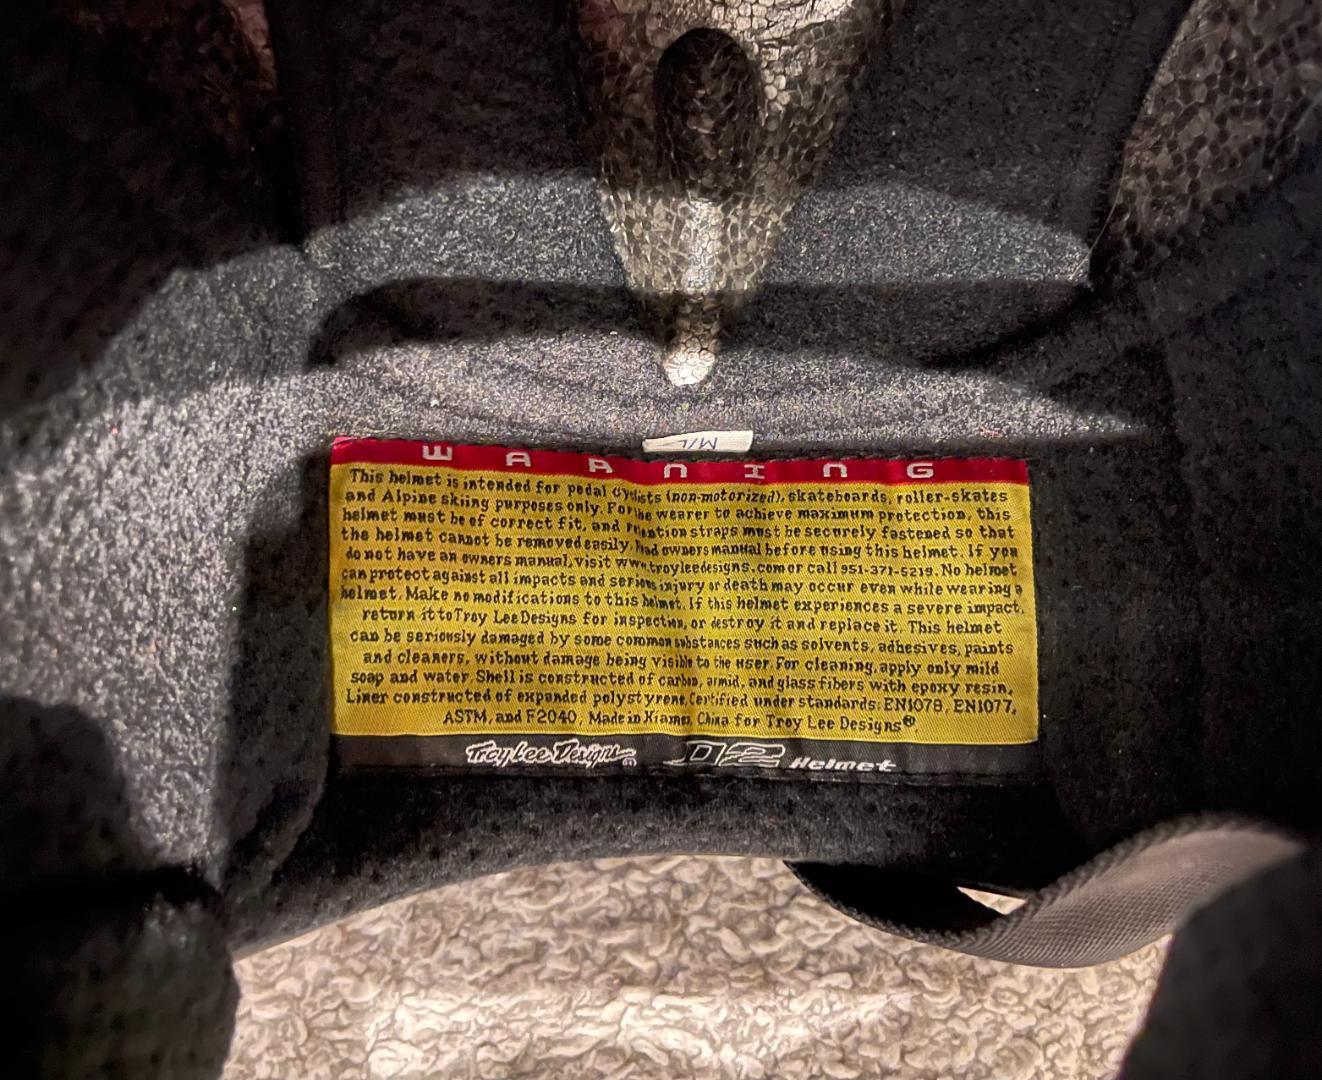 M/L
WARNING
This helmet is intended for pedal cyclists (non-motorized), skateboards, roller-skates
and Alpine skiing purposes only. For the wearer to achieve maximum protection, this
helmet must be of correct fit, and retention straps must be securely fastened so that
the helmet cannot be removed easily. Read owners manual before using this helmet. If you
do not have an owners manual, visit www.troyleedesigns.com or call 951-371-5219. No helmet
can protect against all impacts and serious injury or death may occur even while wearing a
helmet. Make no modifications to this helmet. If this helmet experiences a severe impact,
return it to Troy Lee Designs for inspection, or destroy it and replace it. This helmet
can be seriously damaged by some common substances such as solvents, adhesives, paints
and cleaners, without damage being visible to the user. For cleaning, apply only mild
soap and water. Shell is constructed of carbon, armid, and glass fibers with epoxy resin.
Liner constructed of expanded polystyrene. Certified under standards: EN1078, EN1077,
ASTM, and F2040, Made in Xiamen, China for Troy Lee Designs®.
Troy Lee Designs® D2 Helmet